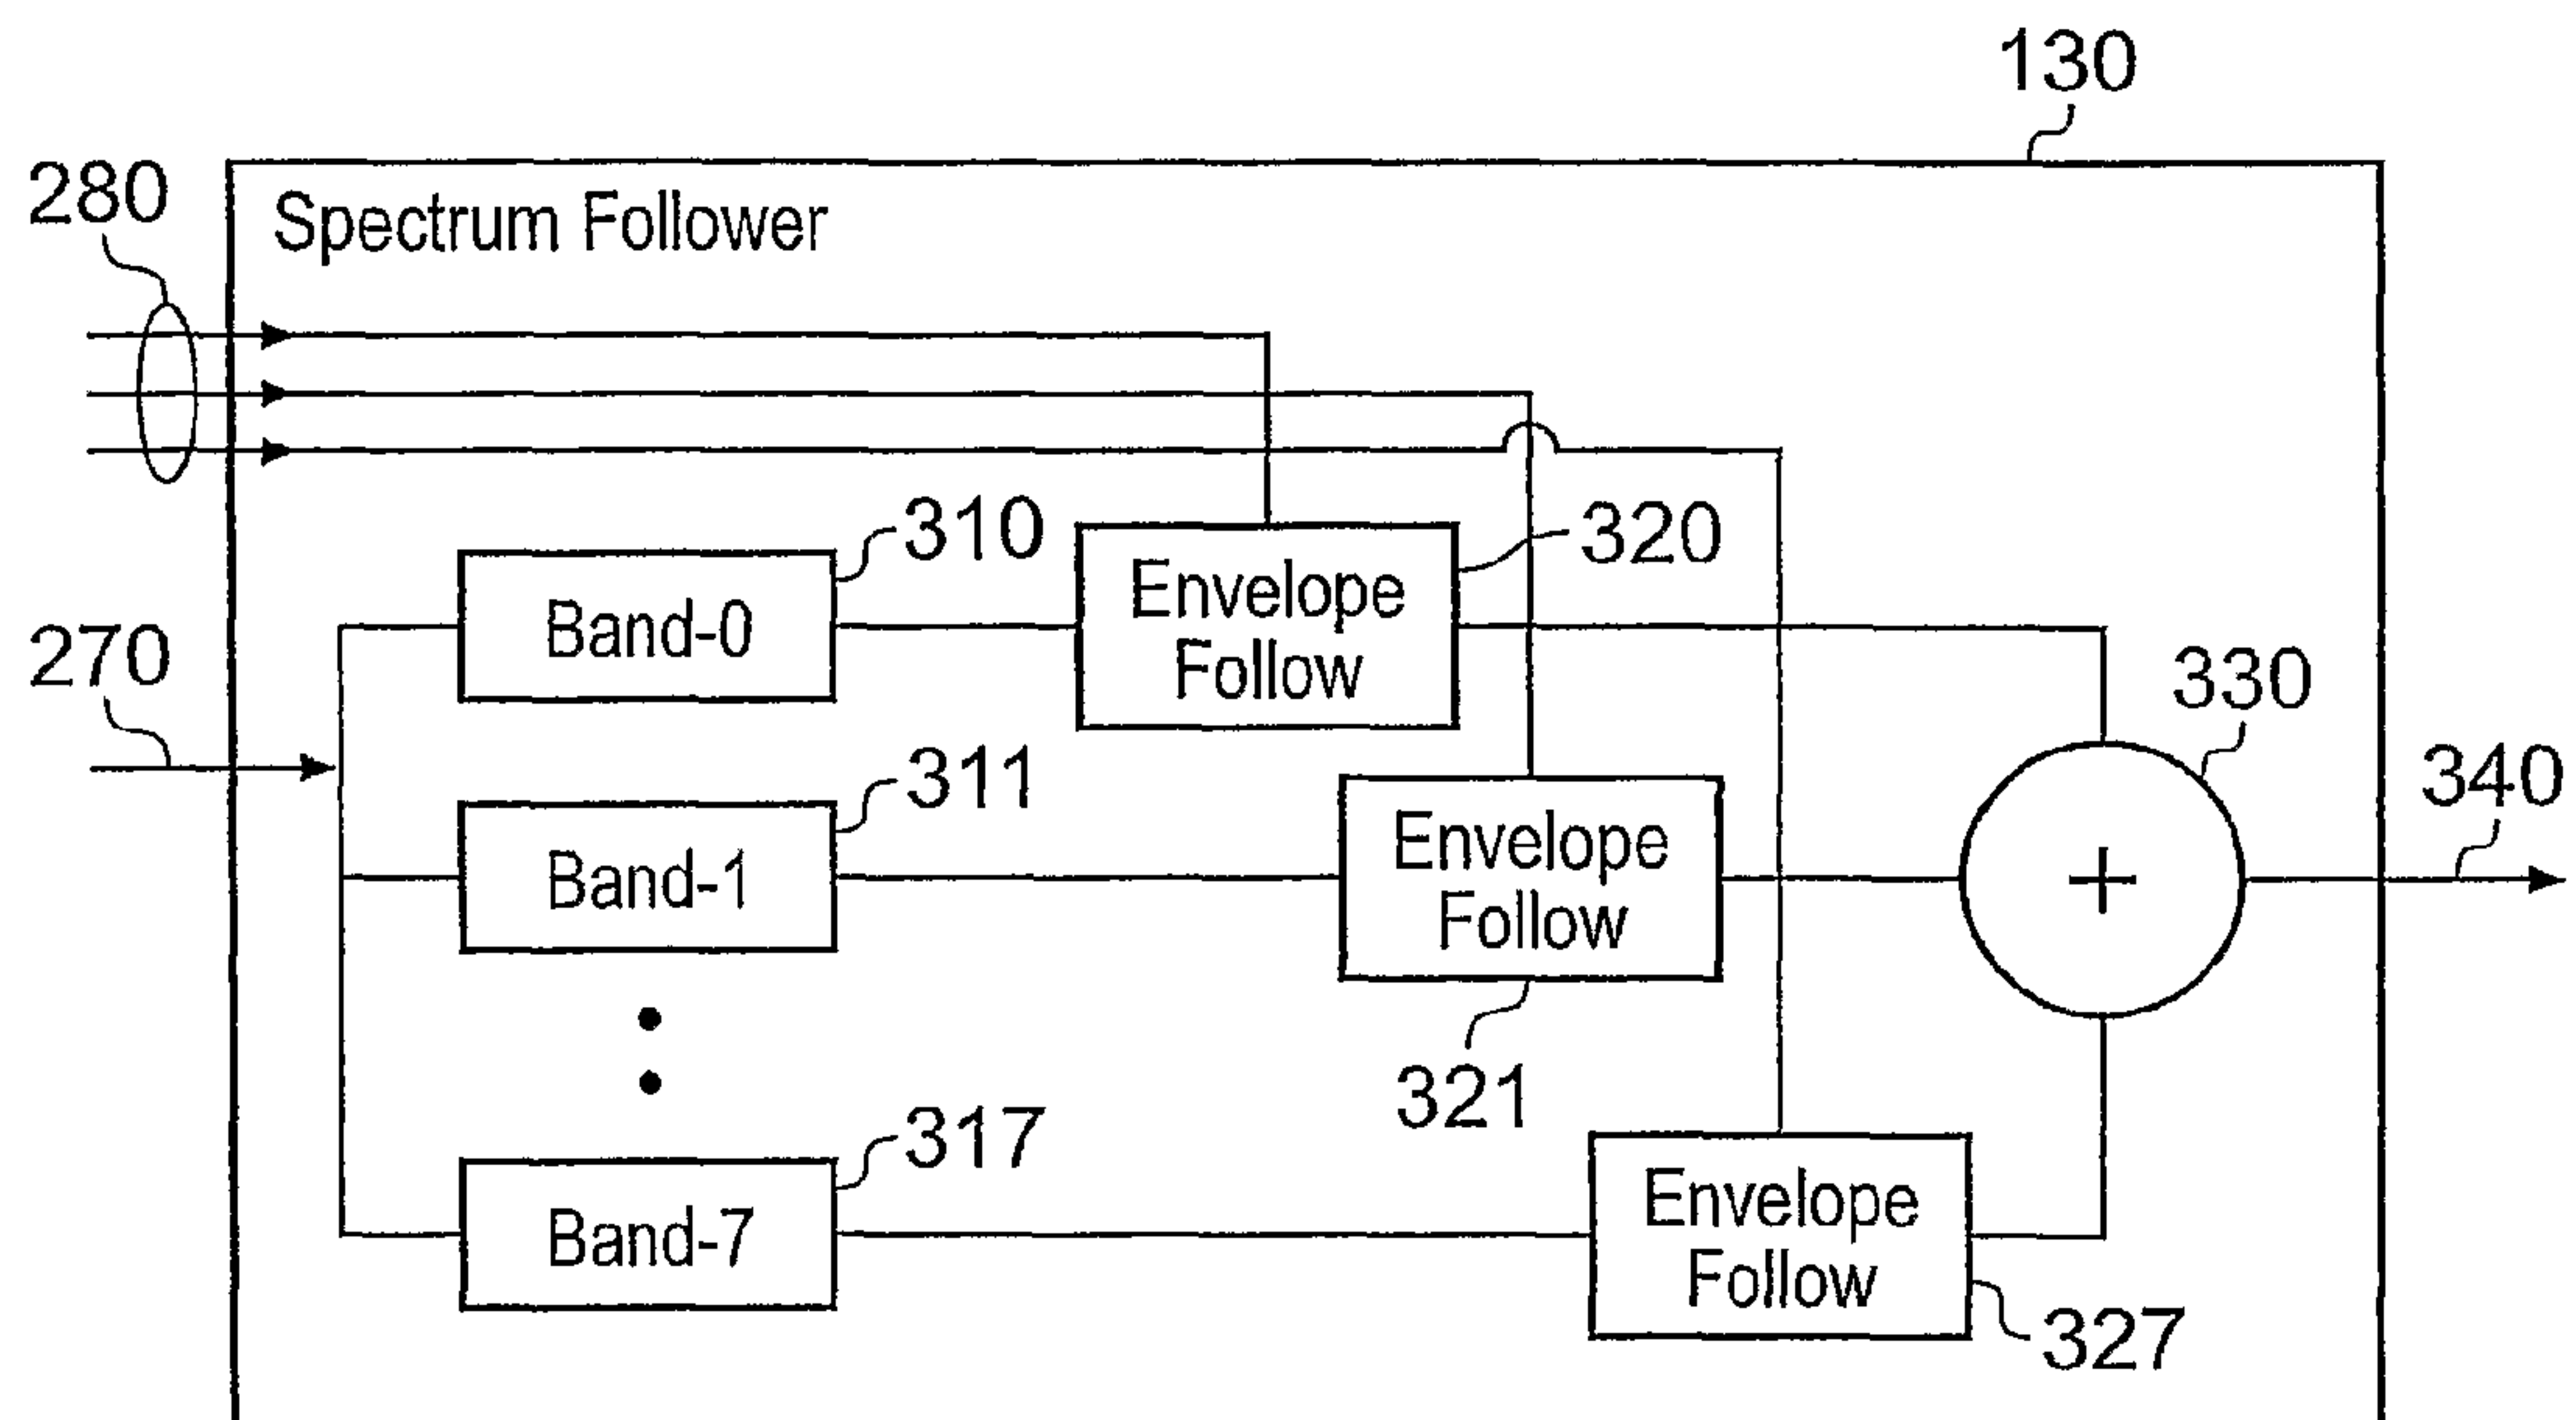 130
280
Spectrum Follower
310
320
Envelope
Follow
Band-0
270
330
311
340
Envelope
Follow
Band-1
+
321
317
Envelope
Follow
Band-7
327